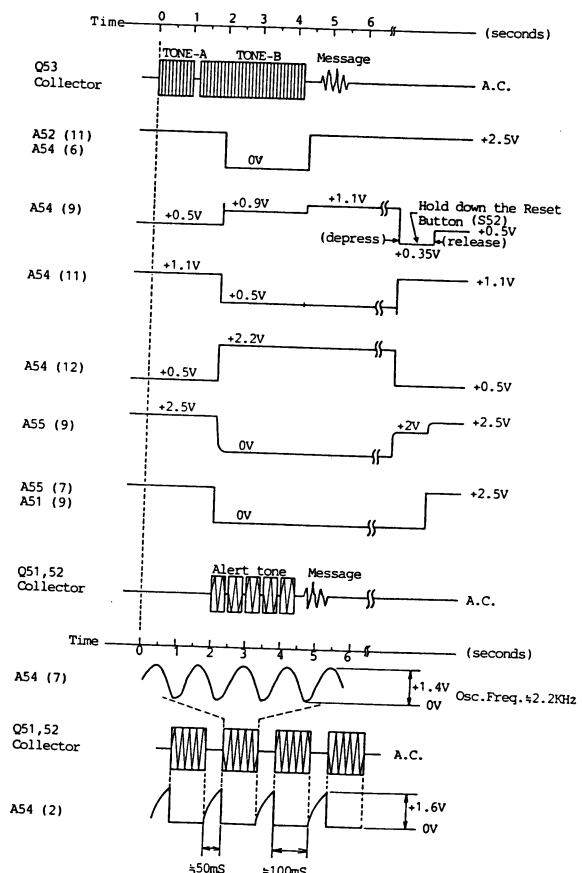 Time 0 1 2 3 4 5 6 (seconds)
TONE-A TONE-B Message
Q53
Collector A.C.
A52 (11)
A54 (6) 0V +2.5V
A54 (9) +0.5V +0.9V +1.1V Hold down the Reset
Button (S52)
+0.5V
(depress) (release)
+0.35V
A54 (11) +1.1V +0.5V +1.1V
A54 (12) +0.5V +2.2V +0.5V
A55 (9) +2.5V 0V +2V +2.5V
A55 (7)
A51 (9) 0V +2.5V
Alert tone Message
Q51,52
Collector A.C.
Time 0 1 2 3 4 5 6 (seconds)
A54 (7) +1.4V
0V Osc.Freq.≒2.2KHz
Q51,52
Collector A.C.
A54 (2) +1.6V
0V
≒50mS ≒100mS